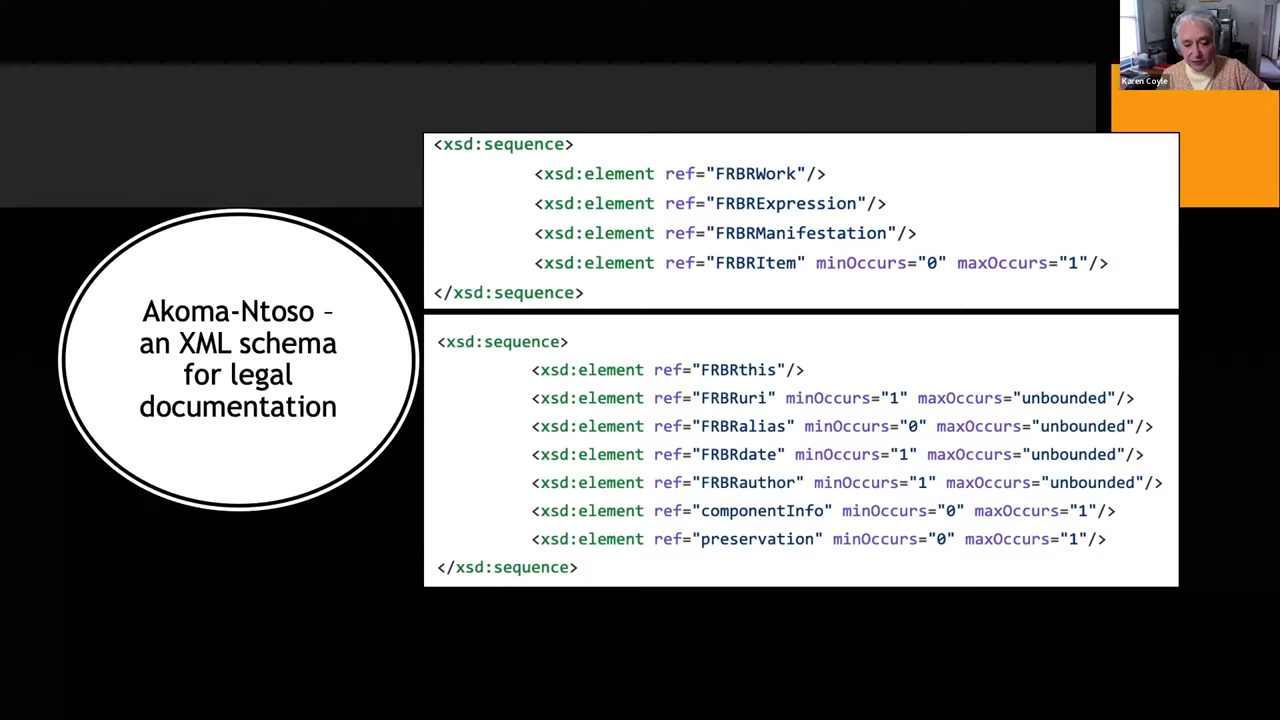 Karen Coyle
Akoma-Ntoso –
an XML schema
for legal
documentation
<xsd:sequence>
<xsd:element ref="FRBRWork"/>
<xsd:element ref="FRBRExpression"/>
<xsd:element ref="FRBRManifestation"/>
<xsd:element ref="FRBRItem" minOccurs="0" maxOccurs="1"/>
</xsd:sequence>
<xsd:sequence>
<xsd:element ref="FRBRthis"/>
<xsd:element ref="FRBRuri" minOccurs="1" maxOccurs="unbounded"/>
<xsd:element ref="FRBRalias" minOccurs="0" maxOccurs="unbounded"/>
<xsd:element ref="FRBRdate" minOccurs="1" maxOccurs="unbounded"/>
<xsd:element ref="FRBRauthor" minOccurs="1" maxOccurs="unbounded"/>
<xsd:element ref="componentInfo" minOccurs="0" maxOccurs="1"/>
<xsd:element ref="preservation" minOccurs="0" maxOccurs="1"/>
</xsd:sequence>